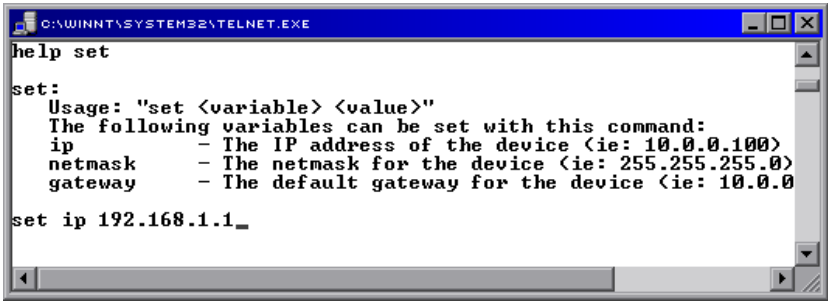 C:\WINNT\SYSTEM32\TELNET.EXE
help set
set:
Usage: "set <variable> <value>"
The following variables can be set with this command:
ip - The IP address of the device (ie: 10.0.0.100)
netmask - The netmask for the device (ie: 255.255.255.0)
gateway - The default gateway for the device (ie: 10.0.0
set ip 192.168.1.1_